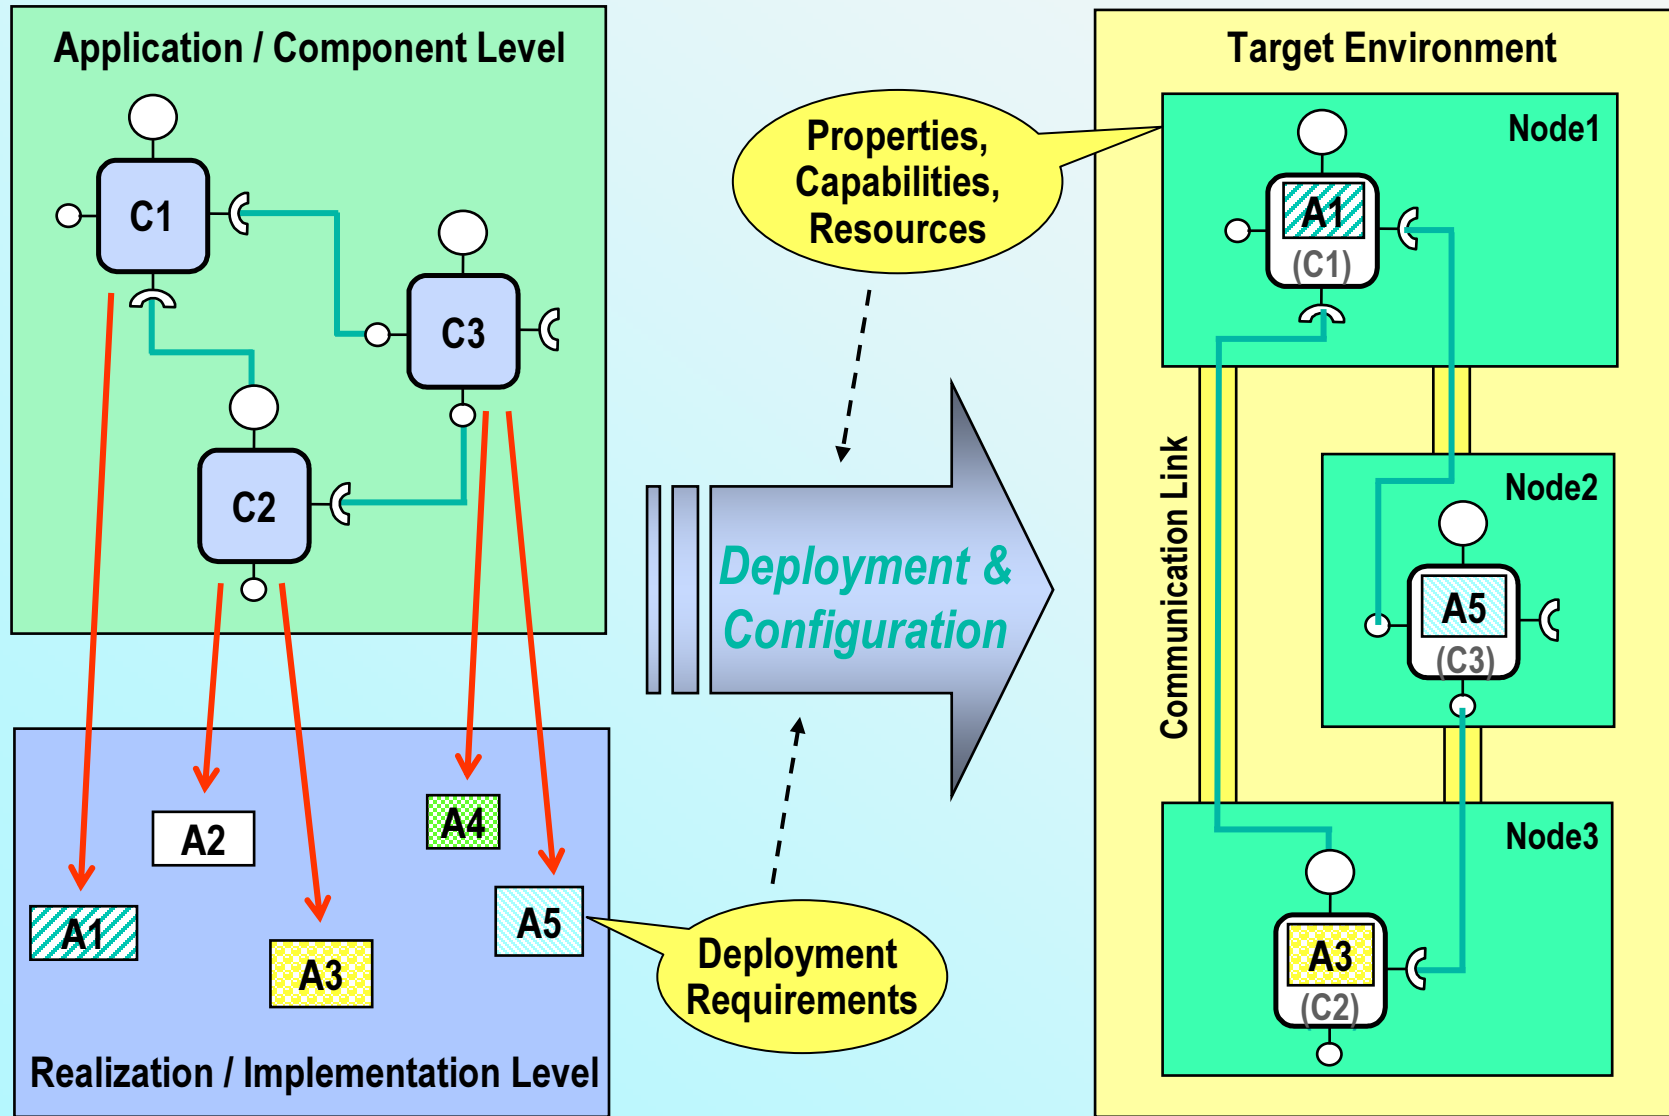 Application / Component Level
C1
C3
C2
A2
A4
A1
A3
A5
Realization / Implementation Level
Properties,
Capabilities,
Resources
Deployment &
Configuration
Deployment
Requirements
Target Environment
Node1
A1
(C1)
Communication Link
Node2
A5
(C3)
Node3
A3
(C2)